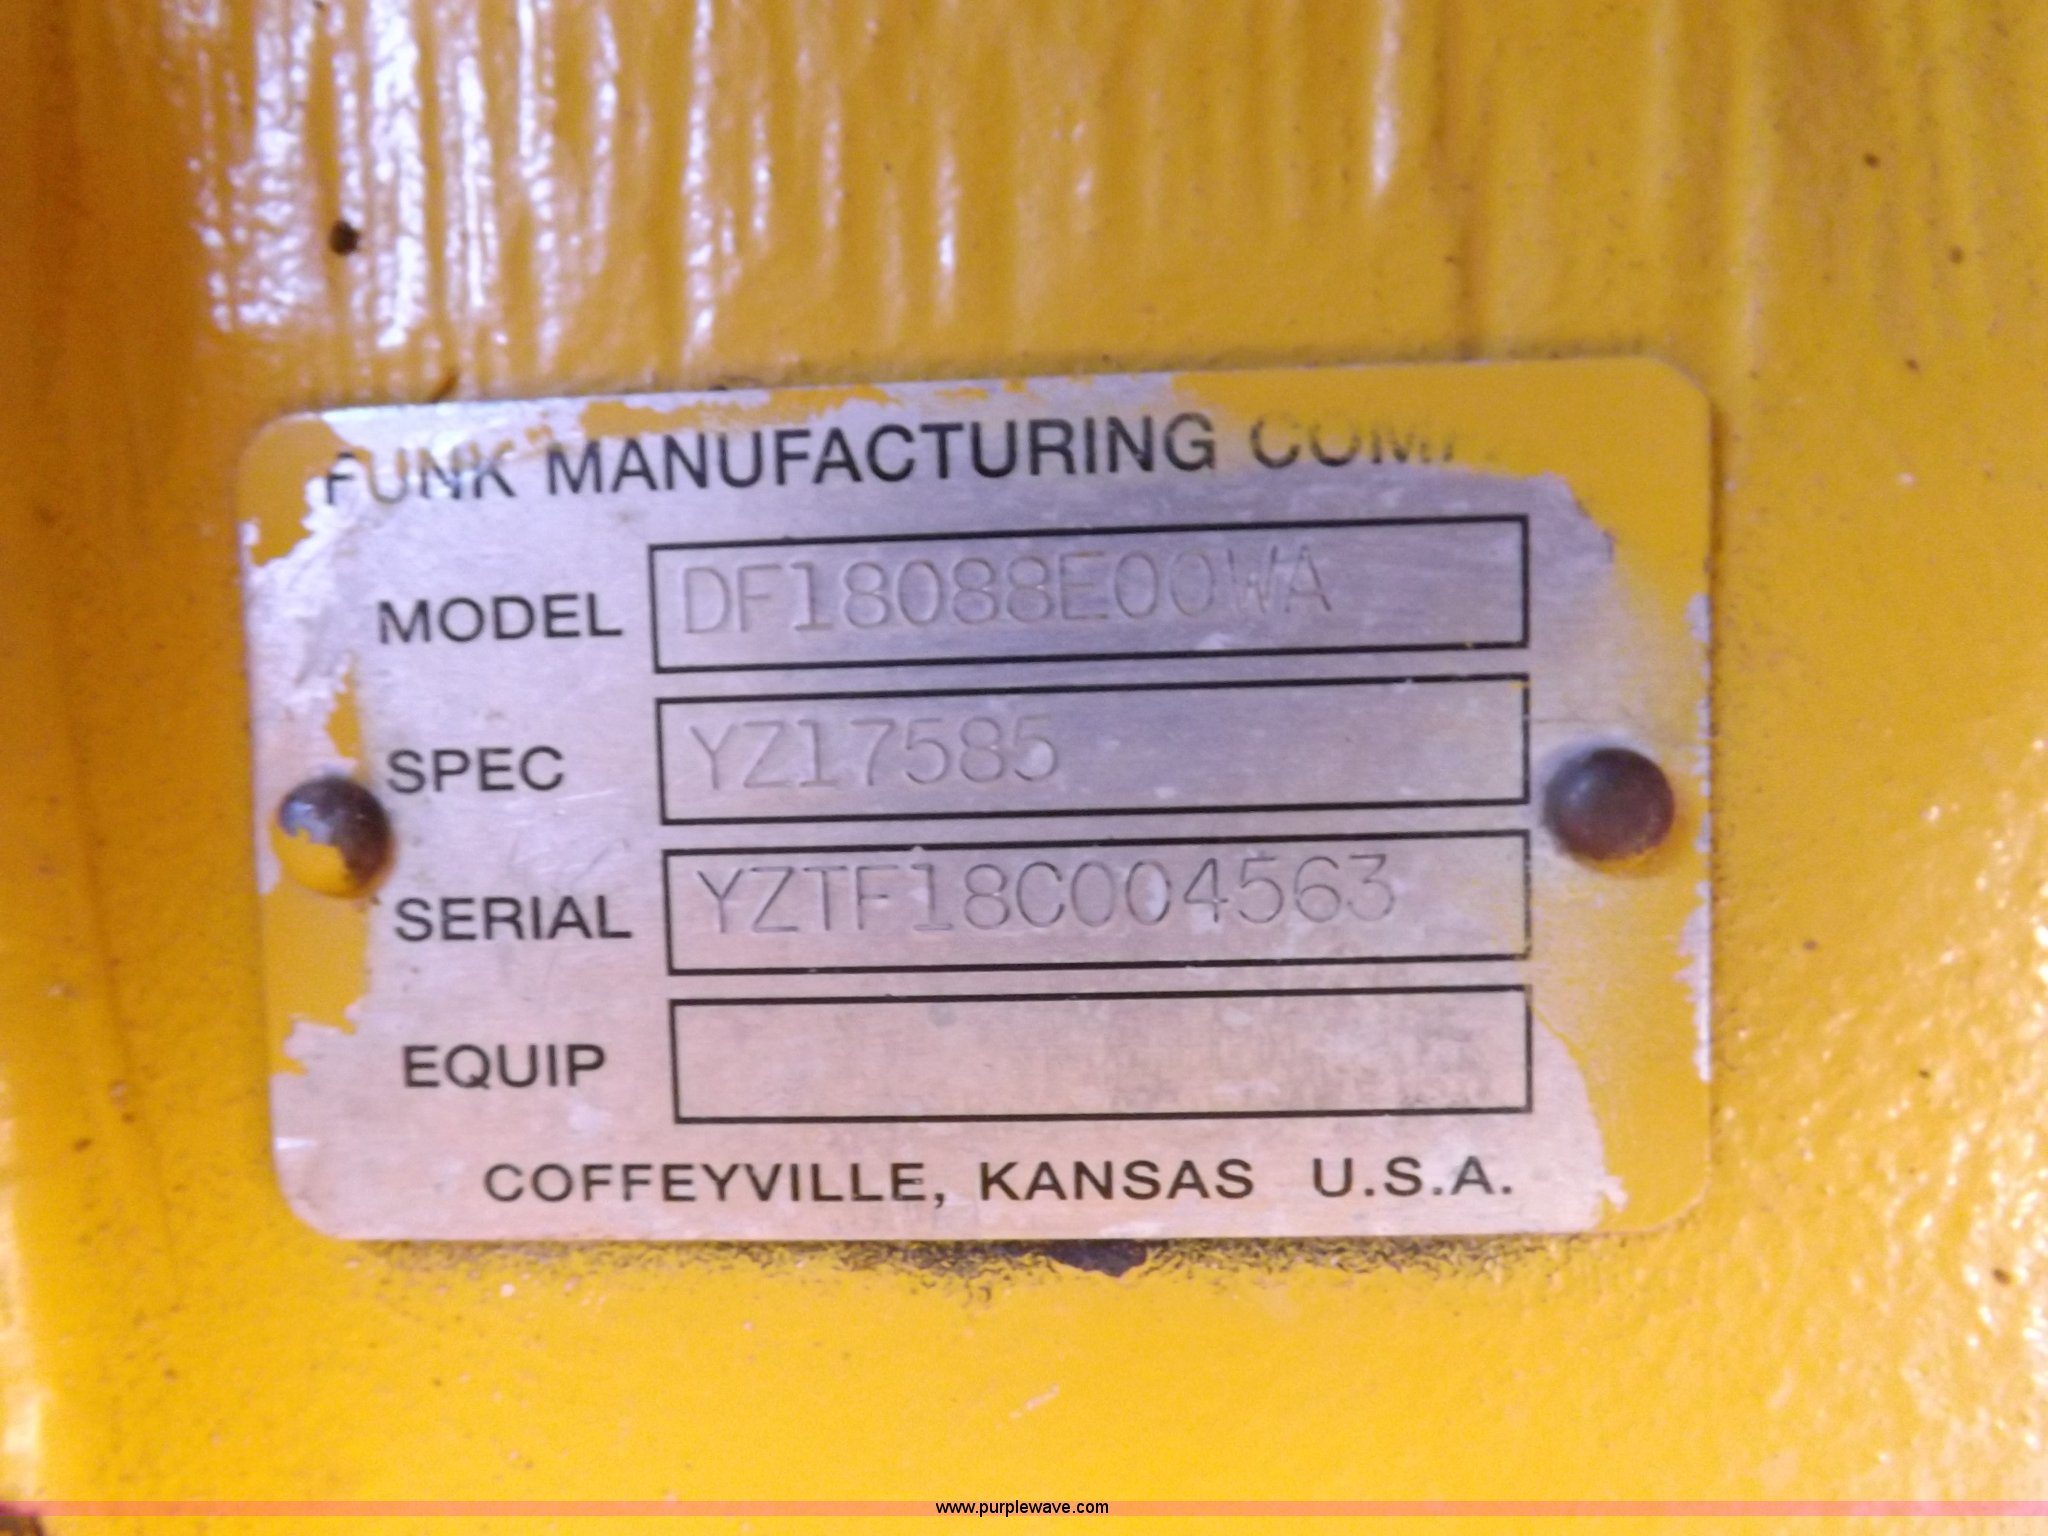 FUNK MANUFACTURING
MODEL DF18088E00WA
SPEC YZ17585
SERIAL YZTF18C004563
EQUIP
COFFEYVILLE, KANSAS U.S.A.
www.purplewave.com